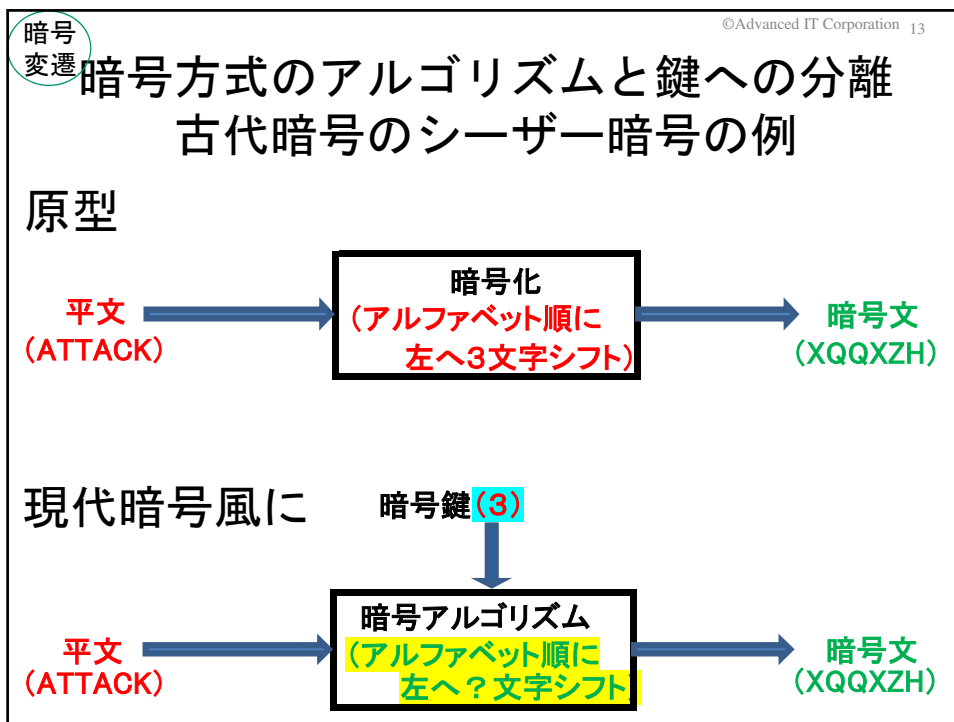 ©Advanced IT Corporation 13
暗号
変遷
暗号方式のアルゴリズムと鍵への分離
古代暗号のシーザー暗号の例
原型
平文
(ATTACK)
暗号化
(アルファベット順に
左へ3文字シフト)
暗号文
(XQQXZH)
現代暗号風に
暗号鍵(3)
平文
(ATTACK)
暗号アルゴリズム
(アルファベット順に
左へ?文字シフト)
暗号文
(XQQXZH)